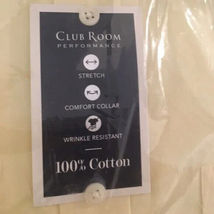 CLUB ROOM
PERFORMANCE
STRETCH
COMFORT COLLAR
WRINKLE RESISTANT
100% Cotton